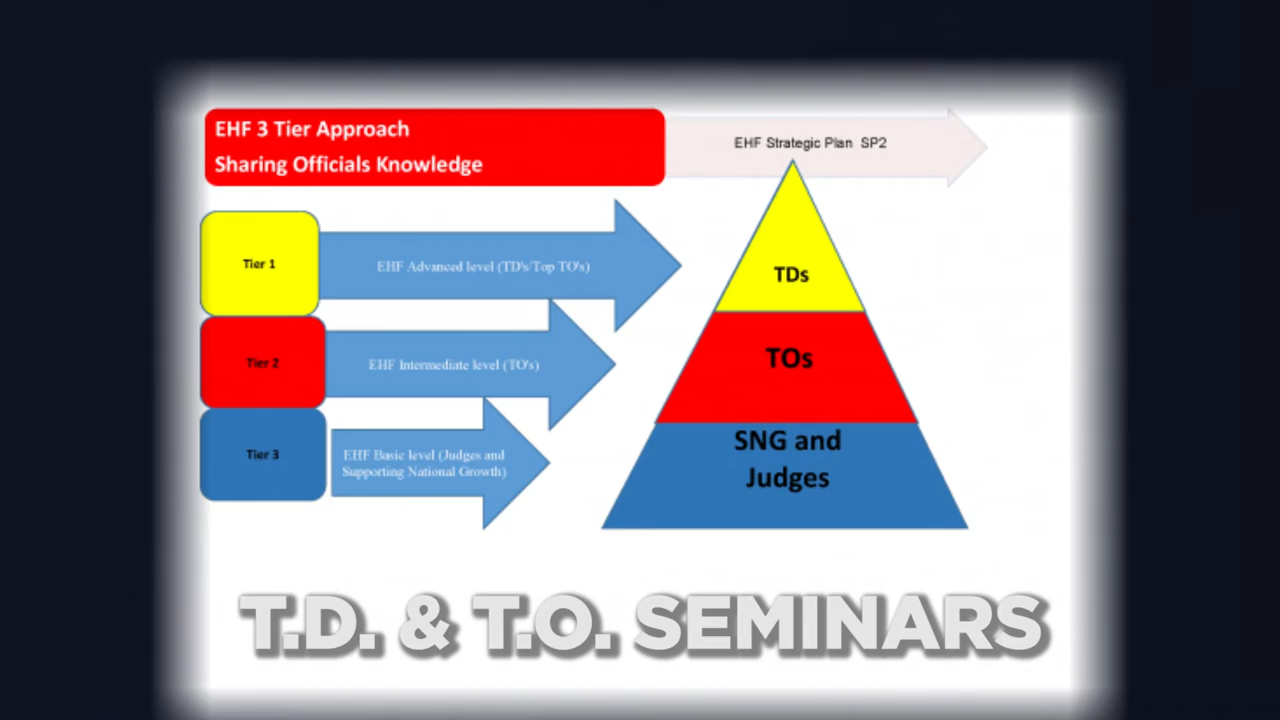 EHF 3 Tier Approach
Sharing Officials Knowledge
EHF Strategic Plan SP2
Tier 1
EHF Advanced level (TD's/Top TO's)
Tier 2
EHF Intermediate level (TO's)
Tier 3
EHF Basic level (Judges and
Supporting National Growth)
TDs
TOs
SNG and
Judges
T.D. & T.O. SEMINARS